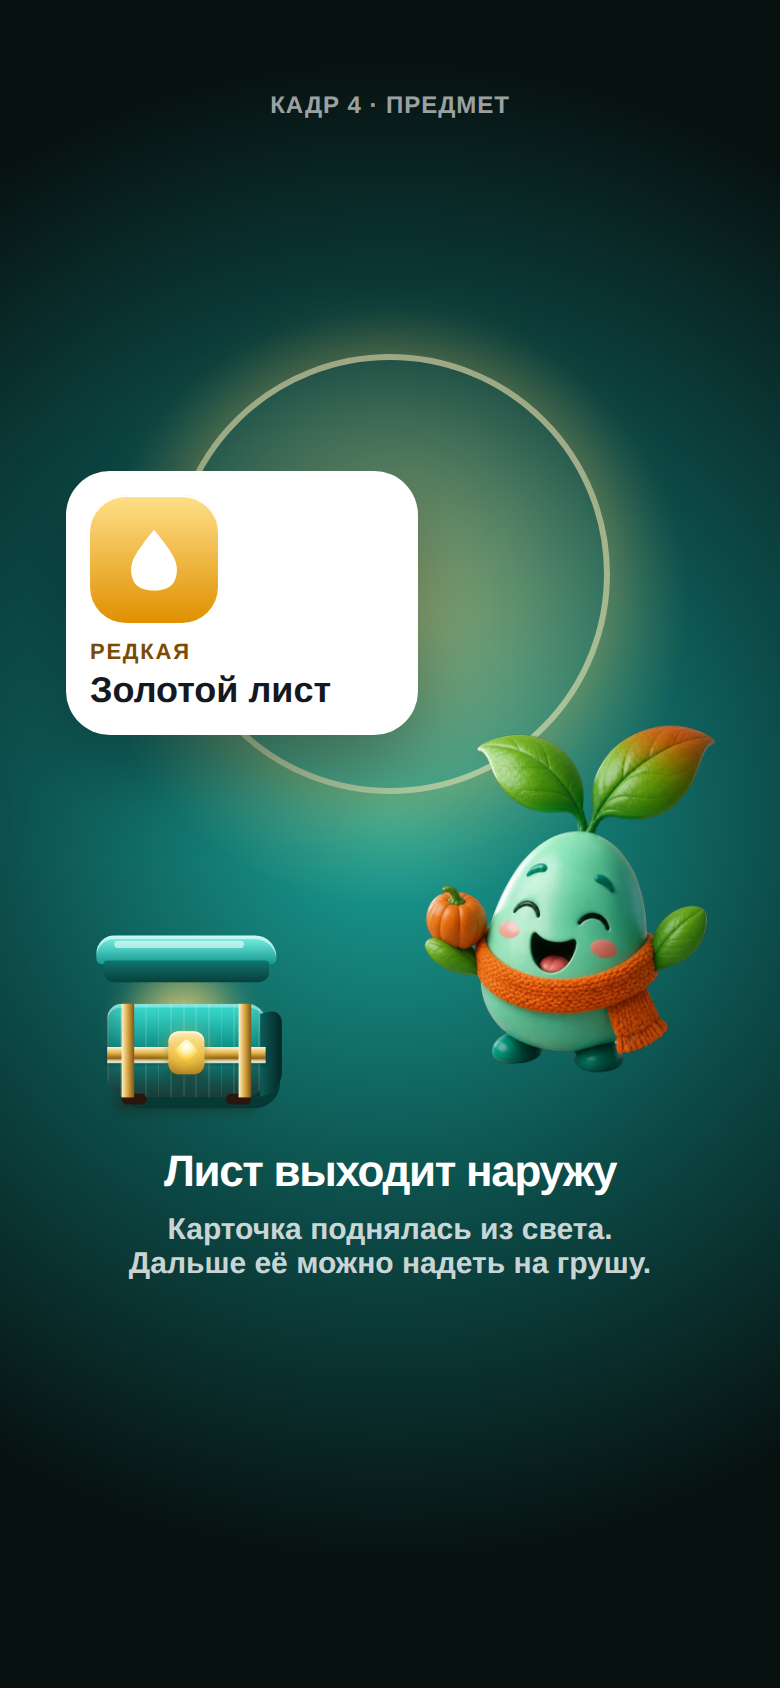 КАДР 4 · ПРЕДМЕТ
РЕДКАЯ
Золотой лист
Лист выходит наружу
Карточка поднялась из света.
Дальше её можно надеть на грушу.